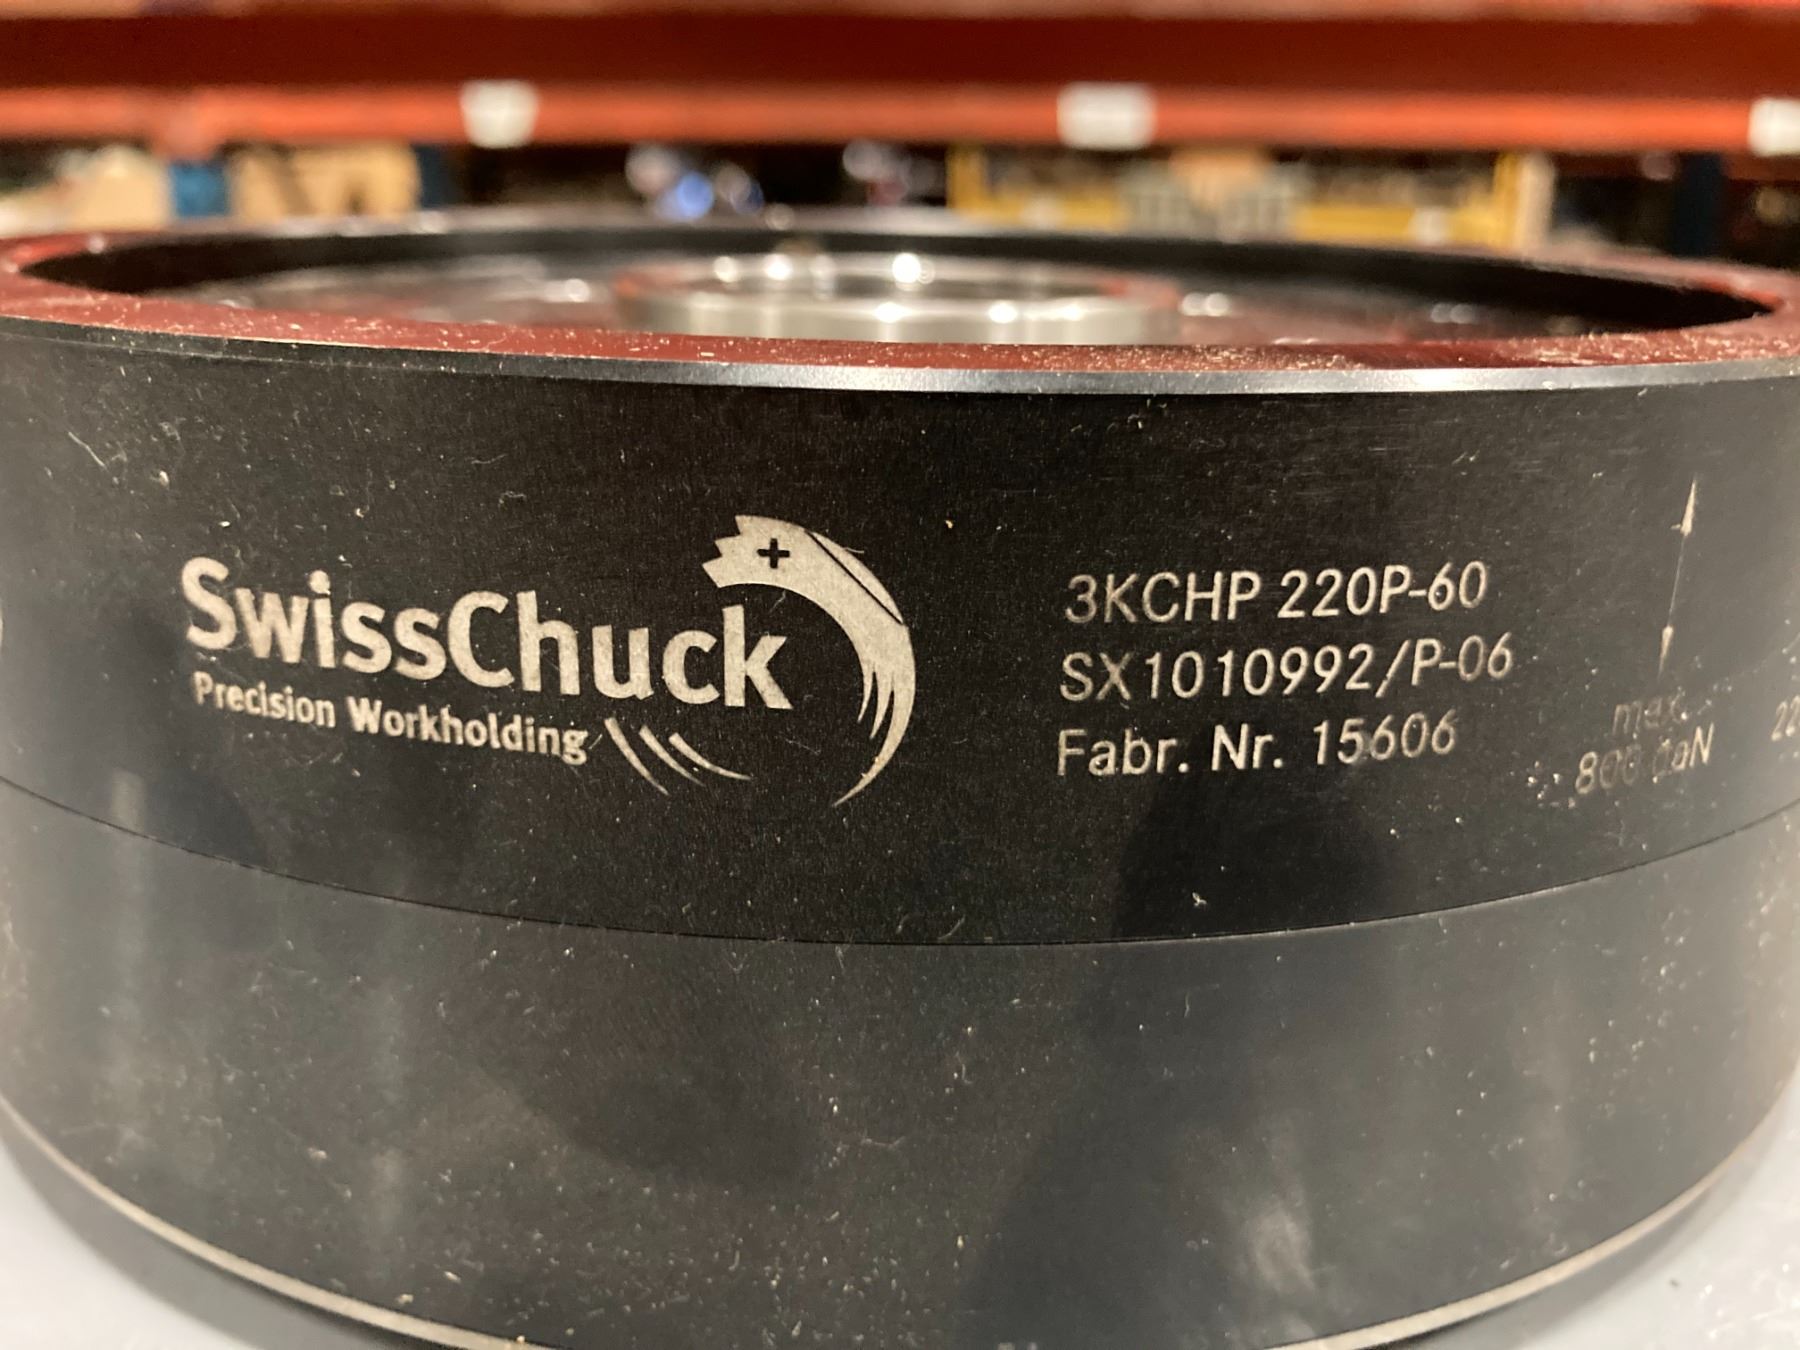 SwissChuck
Precision Workholding
3KCHP 220P-60
SX1010992/P-06
Fabr. Nr. 15606
max.
800 daN